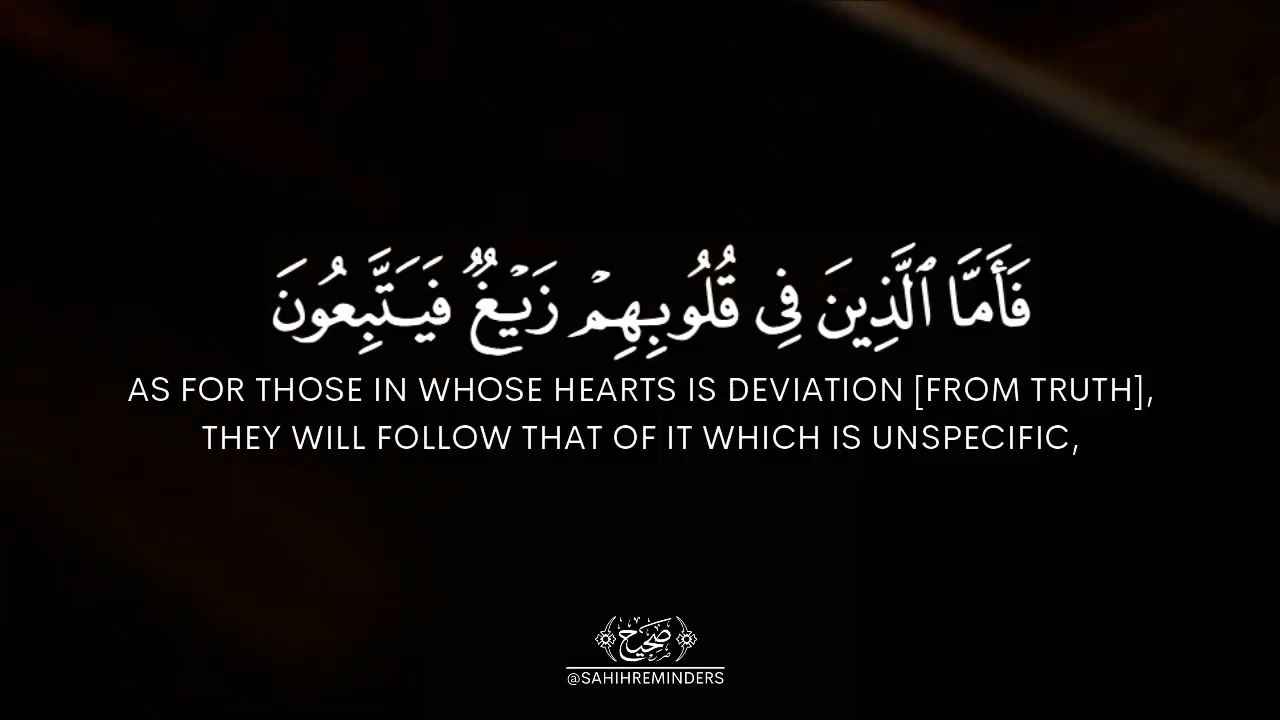 فَأَمَّا ٱلَّذِينَ فِى قُلُوبِهِمْ زَيْغٌ فَيَتَّبِعُونَ
AS FOR THOSE IN WHOSE HEARTS IS DEVIATION [FROM TRUTH],
THEY WILL FOLLOW THAT OF IT WHICH IS UNSPECIFIC,
صحيح
@SAHIHREMINDERS